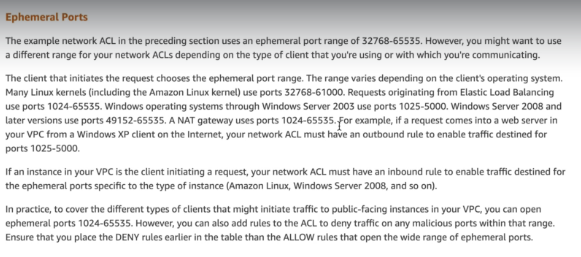 Ephemeral Ports
The example network ACL in the preceding section uses an ephemeral port range of 32768-65535. However, you might want to use
a different range for your network ACLs depending on the type of client that you're using or with which you're communicating.
The client that initiates the request chooses the ephemeral port range. The range varies depending on the client's operating system.
Many Linux kernels (including the Amazon Linux kernel) use ports 32768-61000. Requests originating from Elastic Load Balancing
use ports 1024-65535. Windows operating systems through Windows Server 2003 use ports 1025-5000. Windows Server 2008 and
later versions use ports 49152-65535. A NAT gateway uses ports 1024-65535. For example, if a request comes into a web server in
your VPC from a Windows XP client on the Internet, your network ACL must have an outbound rule to enable traffic destined for
ports 1025-5000.
If an instance in your VPC is the client initiating a request, your network ACL must have an inbound rule to enable traffic destined for
the ephemeral ports specific to the type of instance (Amazon Linux, Windows Server 2008, and so on).
In practice, to cover the different types of clients that might initiate traffic to public-facing instances in your VPC, you can open
ephemeral ports 1024-65535. However, you can also add rules to the ACL to deny traffic on any malicious ports within that range.
Ensure that you place the DENY rules earlier in the table than the ALLOW rules that open the wide range of ephemeral ports.